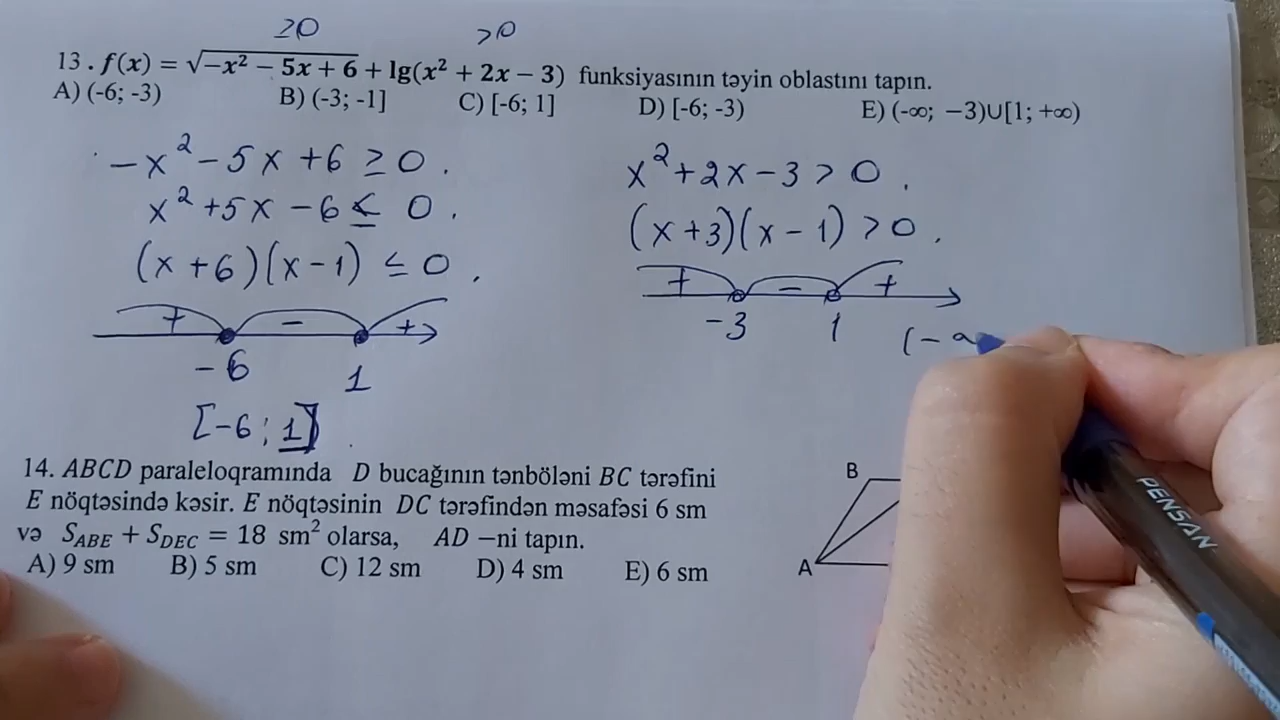 ≥0 >0
13. f(x) = √(−x² − 5x + 6) + lg(x² + 2x − 3) funksiyasının təyin oblastını tapın.
A) (-6; -3) B) (-3; -1] C) [-6; 1] D) [-6; -3) E) (-∞; −3)∪[1; +∞)
−x² − 5x + 6 ≥ 0.
x² + 5x − 6 ≤ 0.
(x + 6)(x − 1) ≤ 0.
+ − +
−6 1
[−6; 1]
x² + 2x − 3 > 0.
(x + 3)(x − 1) > 0.
+ − +
−3 1
(−
14. ABCD paraleloqramında D bucağının tənböləni BC tərəfini
E nöqtəsində kəsir. E nöqtəsinin DC tərəfindən məsafəsi 6 sm
və S_ABE + S_DEC = 18 sm² olarsa, AD −ni tapın.
A) 9 sm B) 5 sm C) 12 sm D) 4 sm E) 6 sm
B
A
PENSAN